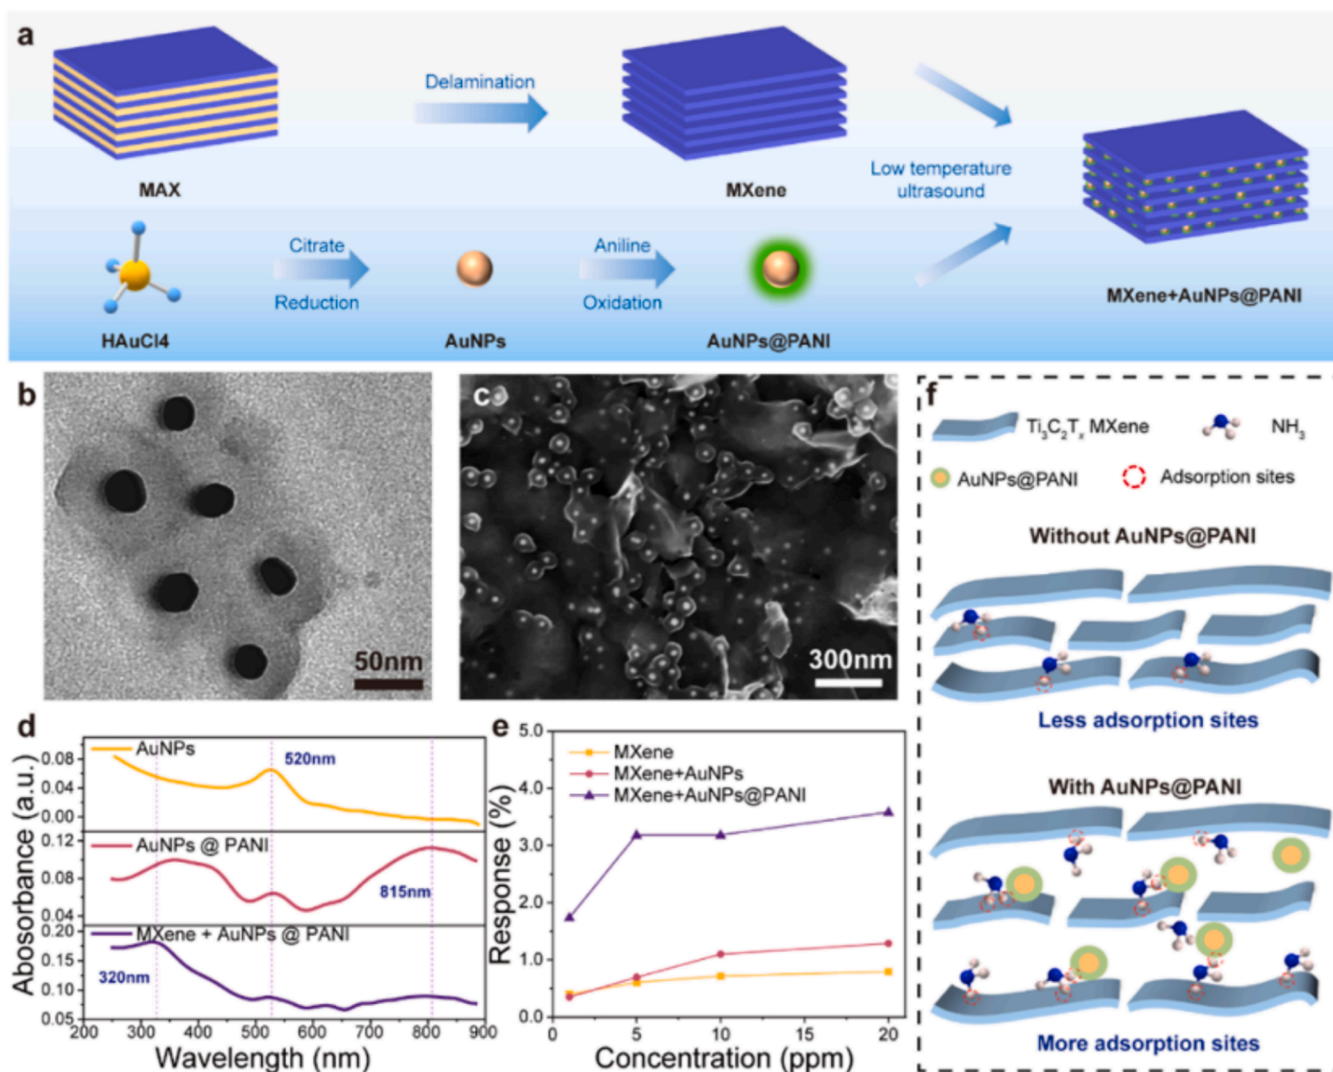 a
MAX
Delamination
MXene
Low temperature
ultrasound
MXene+AuNPs@PANI
HAuCl4
Citrate
Reduction
AuNPs
Aniline
Oxidation
AuNPs@PANI
b
50nm
c
300nm
d
AuNPs
520nm
AuNPs @ PANI
815nm
MXene + AuNPs @ PANI
320nm
0.08
0.04
0.00
0.12
0.08
0.04
0.20
0.15
0.10
0.05
Abosorbance (a.u.)
200 300 400 500 600 700 800 900
Wavelength (nm)
e
MXene
MXene+AuNPs
MXene+AuNPs@PANI
5.0
4.0
3.0
2.0
1.0
0.0
Response (%)
0 5 10 15 20
Concentration (ppm)
f
Ti₃C₂Tₓ MXene
NH₃
AuNPs@PANI
Adsorption sites
Without AuNPs@PANI
Less adsorption sites
With AuNPs@PANI
More adsorption sites